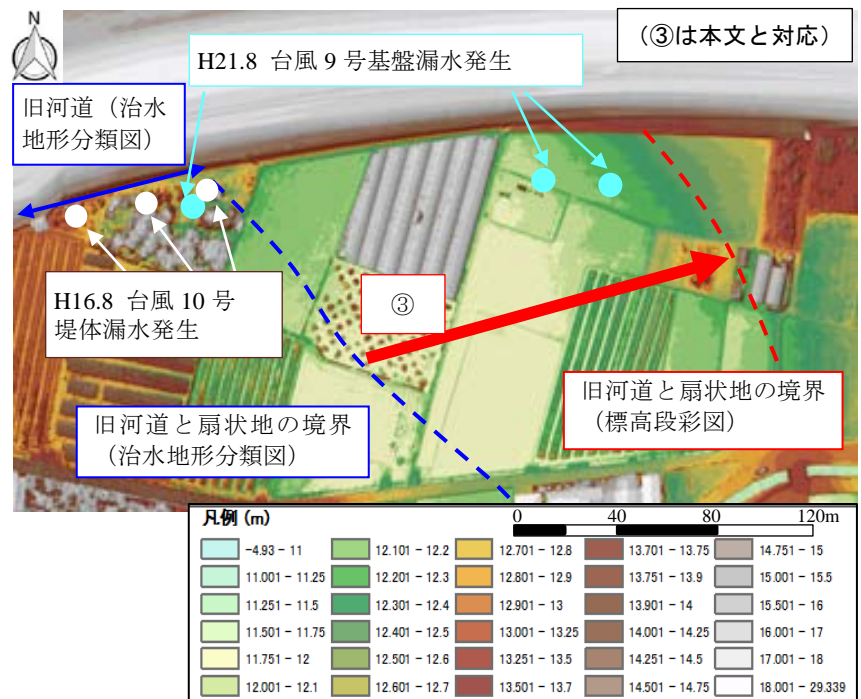 N
(③は本文と対応)
H21.8 台風 9 号基盤漏水発生
旧河道(治水
地形分類図)
H16.8 台風 10 号
堤体漏水発生
③
旧河道と扇状地の境界
(治水地形分類図)
旧河道と扇状地の境界
(標高段彩図)
凡例 (m)
0 40 80 120m
-4.93 - 11
11.001 - 11.25
11.251 - 11.5
11.501 - 11.75
11.751 - 12
12.001 - 12.1
12.101 - 12.2
12.201 - 12.3
12.301 - 12.4
12.401 - 12.5
12.501 - 12.6
12.601 - 12.7
12.701 - 12.8
12.801 - 12.9
12.901 - 13
13.001 - 13.25
13.251 - 13.5
13.501 - 13.7
13.701 - 13.75
13.751 - 13.9
13.901 - 14
14.001 - 14.25
14.251 - 14.5
14.501 - 14.75
14.751 - 15
15.001 - 15.5
15.501 - 16
16.001 - 17
17.001 - 18
18.001 - 29.339